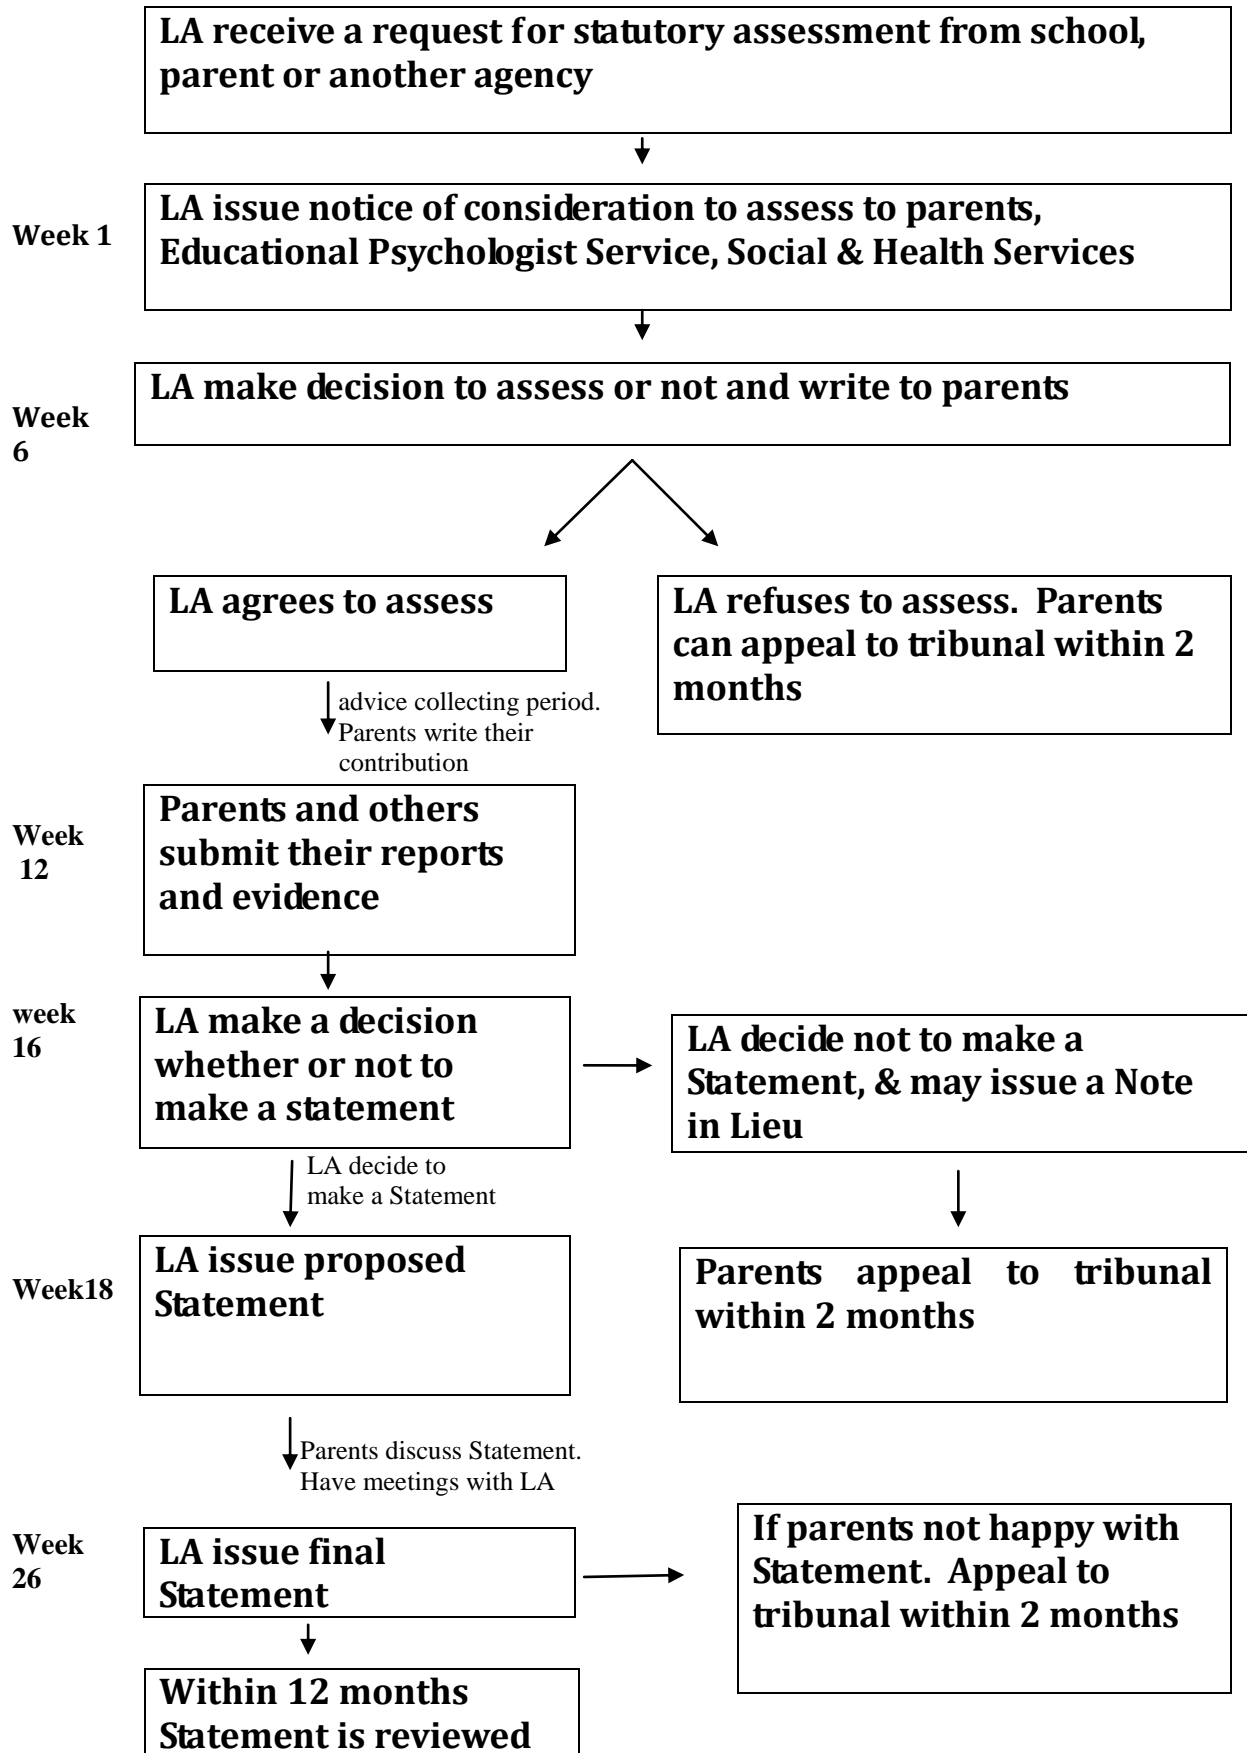 LA receive a request for statutory assessment from school,
parent or another agency
Week 1
LA issue notice of consideration to assess to parents,
Educational Psychologist Service, Social & Health Services
Week
6
LA make decision to assess or not and write to parents
LA agrees to assess
LA refuses to assess. Parents
can appeal to tribunal within 2
months
advice collecting period.
Parents write their
contribution
Week
12
Parents and others
submit their reports
and evidence
week
16
LA make a decision
whether or not to
make a statement
LA decide not to make a
Statement, & may issue a Note
in Lieu
LA decide to
make a Statement
Week18
LA issue proposed
Statement
Parents appeal to tribunal
within 2 months
Parents discuss Statement.
Have meetings with LA
Week
26
LA issue final
Statement
If parents not happy with
Statement. Appeal to
tribunal within 2 months
Within 12 months
Statement is reviewed